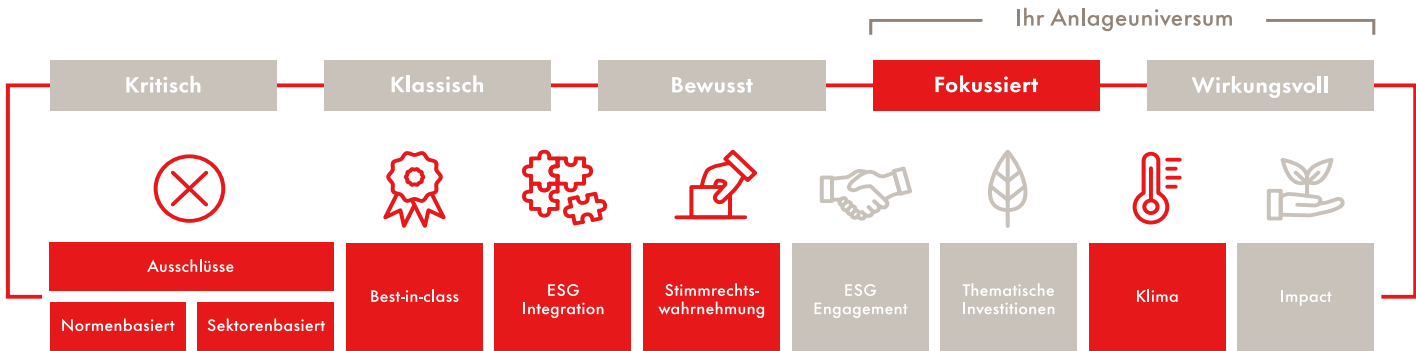 Ihr Anlageuniversum
Kritisch
Klassisch
Bewusst
Fokussiert
Wirkungsvoll
Ausschlüsse
Normenbasiert
Sektorenbasiert
Best-in-class
ESG
Integration
Stimmrechts-
wahrnehmung
ESG
Engagement
Thematische
Investitionen
Klima
Impact